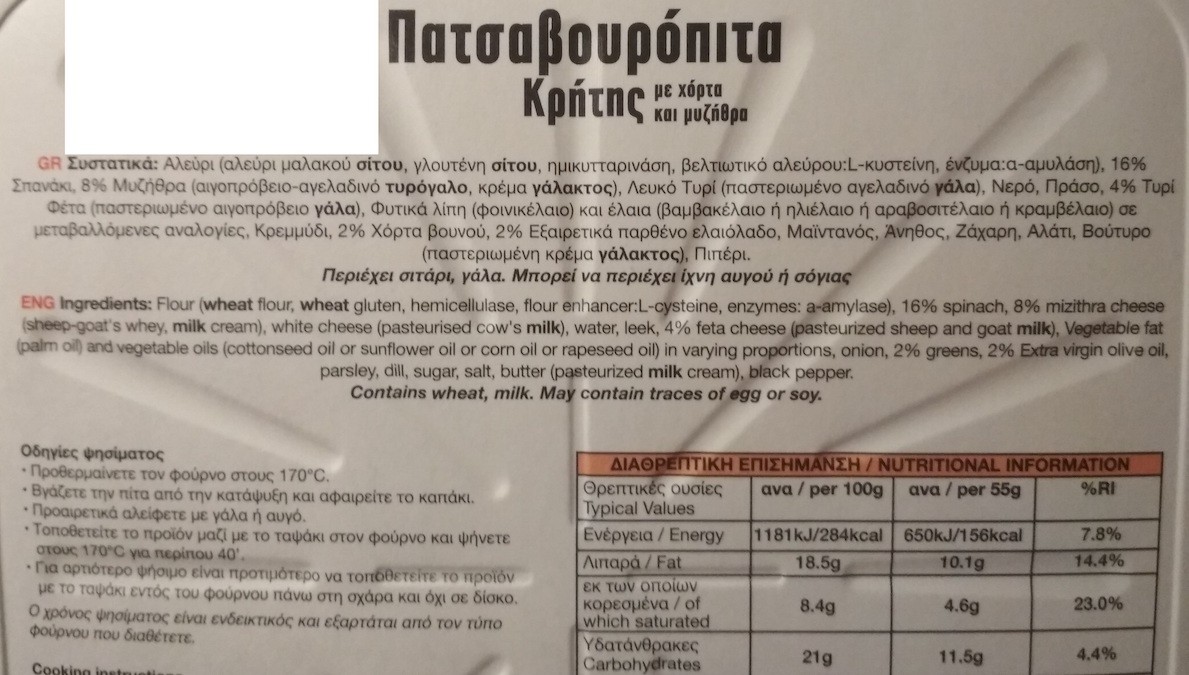 Πατσαβουρόπιτα
Κρήτης με χόρτα
και μυζήθρα
GR Συστατικά: Αλεύρι (αλεύρι μαλακού σίτου, γλουτένη σίτου, ημικυτταρινάση, βελτιωτικό αλεύρου:L-κυστεΐνη, ένζυμα:α-αμυλάση), 16%
Σπανάκι, 8% Μυζήθρα (αιγοπρόβειο-αγελαδινό τυρόγαλο, κρέμα γάλακτος), Λευκό Τυρί (παστεριωμένο αγελαδινό γάλα), Νερό, Πράσο, 4% Τυρί
Φέτα (παστεριωμένο αιγοπρόβειο γάλα), Φυτικά λίπη (φοινικέλαιο) και έλαια (βαμβακέλαιο ή ηλιέλαιο ή αραβοσιτέλαιο ή κραμβέλαιο) σε
μεταβαλλόμενες αναλογίες, Κρεμμύδι, 2% Χόρτα βουνού, 2% Εξαιρετικά παρθένο ελαιόλαδο, Μαϊντανός, Άνηθος, Ζάχαρη, Αλάτι, Βούτυρο
(παστεριωμένη κρέμα γάλακτος), Πιπέρι.
Περιέχει σιτάρι, γάλα. Μπορεί να περιέχει ίχνη αυγού ή σόγιας
ENG Ingredients: Flour (wheat flour, wheat gluten, hemicellulase, flour enhancer:L-cysteine, enzymes: a-amylase), 16% spinach, 8% mizithra cheese
(sheep-goat's whey, milk cream), white cheese (pasteurised cow's milk), water, leek, 4% feta cheese (pasteurized sheep and goat milk), Vegetable fat
(palm oil) and vegetable oils (cottonseed oil or sunflower oil or corn oil or rapeseed oil) in varying proportions, onion, 2% greens, 2% Extra virgin olive oil,
parsley, dill, sugar, salt, butter (pasteurized milk cream), black pepper.
Contains wheat, milk. May contain traces of egg or soy.
Οδηγίες ψησίματος
• Προθερμαίνετε τον φούρνο στους 170°C.
• Βγάζετε την πίτα από την κατάψυξη και αφαιρείτε το καπάκι.
• Προαιρετικά αλείφετε με γάλα ή αυγό.
• Τοποθετείτε το προϊόν μαζί με το ταψάκι στον φούρνο και ψήνετε
στους 170°C για περίπου 40'.
• Για αρτιότερο ψήσιμο είναι προτιμότερο να τοποθετείτε το προϊόν
με το ταψάκι εντός του φούρνου πάνω στη σχάρα και όχι σε δίσκο.
Ο χρόνος ψησίματος είναι ενδεικτικός και εξαρτάται από τον τύπο
φούρνου που διαθέτετε.
Cooking instructions
ΔΙΑΘΡΕΠΤΙΚΗ ΕΠΙΣΗΜΑΝΣΗ / NUTRITIONAL INFORMATION
Θρεπτικές ουσίες ανα / per 100g ανα / per 55g %RI
Typical Values
Ενέργεια / Energy 1181kJ/284kcal 650kJ/156kcal 7.8%
Λιπαρά / Fat 18.5g 10.1g 14.4%
εκ των οποίων
κορεσμένα / of 8.4g 4.6g 23.0%
which saturated
Υδατάνθρακες
Carbohydrates 21g 11.5g 4.4%